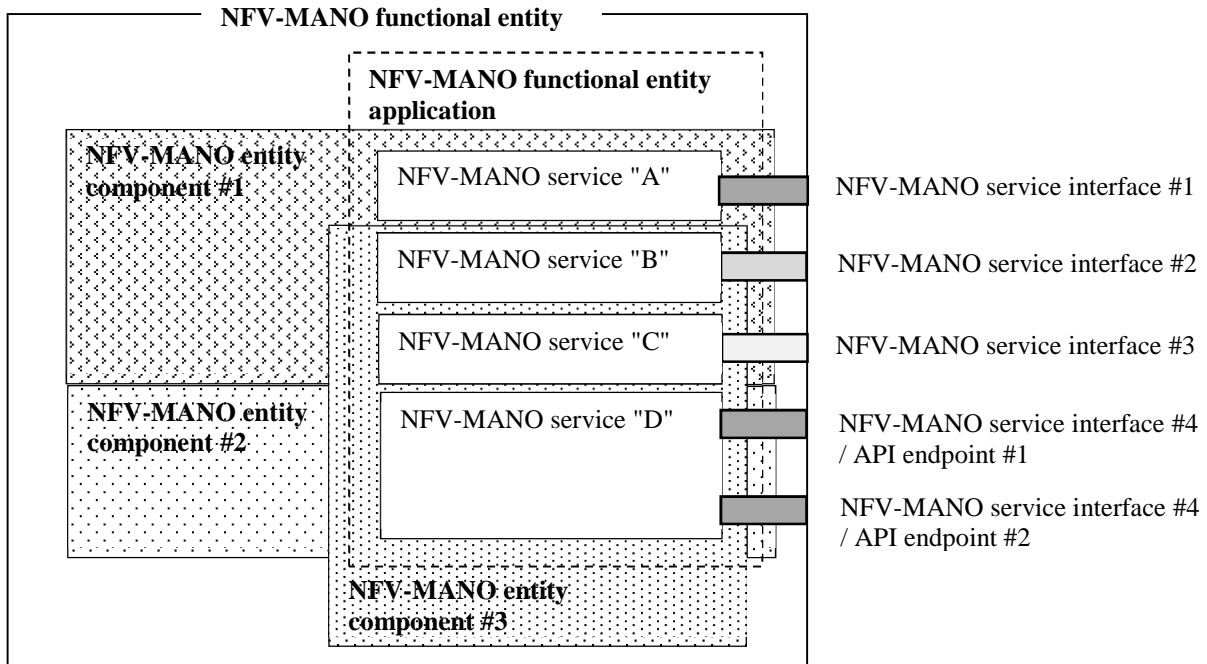 NFV-MANO functional entity
NFV-MANO functional entity
application
NFV-MANO entity
component #1
NFV-MANO service "A"
NFV-MANO service interface #1
NFV-MANO service "B"
NFV-MANO service interface #2
NFV-MANO service "C"
NFV-MANO service interface #3
NFV-MANO entity
component #2
NFV-MANO service "D"
NFV-MANO service interface #4
/ API endpoint #1
NFV-MANO service interface #4
/ API endpoint #2
NFV-MANO entity
component #3